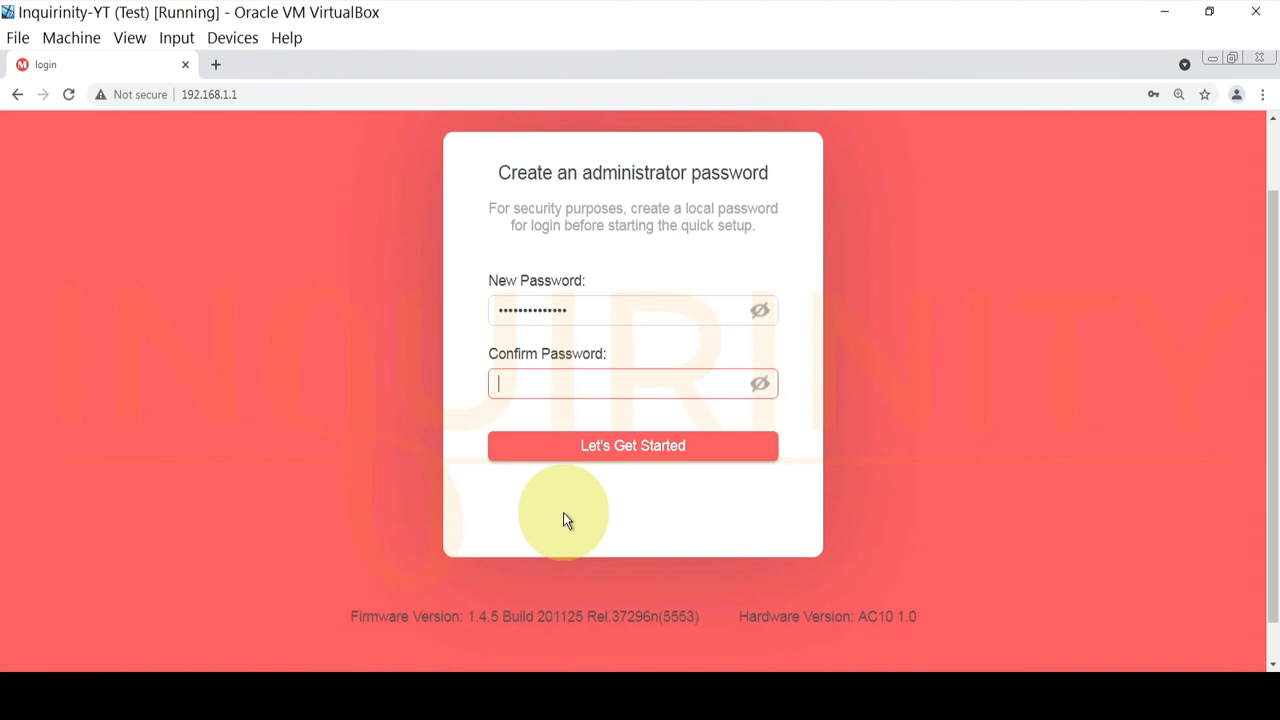 Inquirinity-YT (Test) [Running] - Oracle VM VirtualBox
File Machine View Input Devices Help
login
Not secure 192.168.1.1
Create an administrator password
For security purposes, create a local password
for login before starting the quick setup.
New Password:
••••••••••••••
Confirm Password:
Let's Get Started
INQUIRINITY
Firmware Version: 1.4.5 Build 201125 Rel.37296n(5553) Hardware Version: AC10 1.0